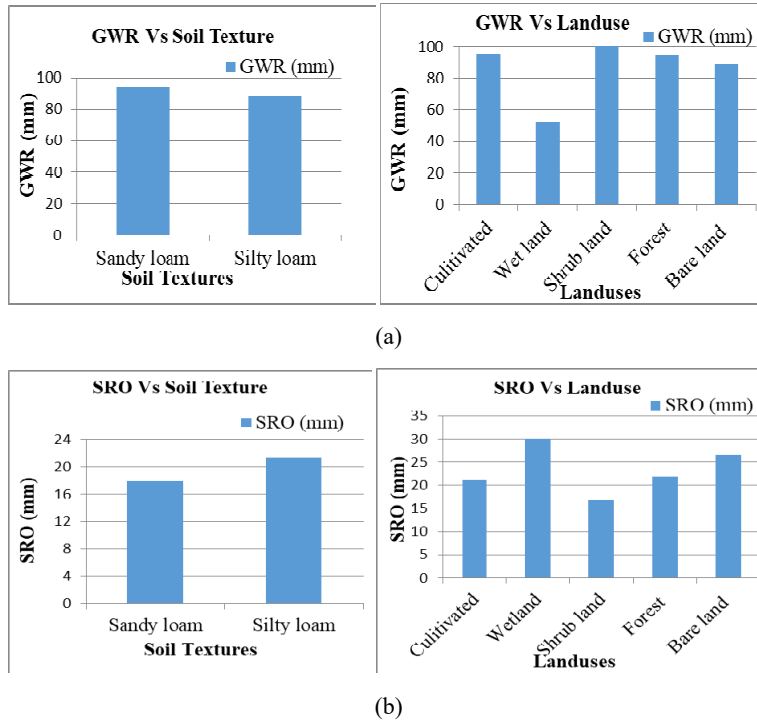 GWR Vs Soil Texture
GWR (mm)
100
80
60
40
20
0
GWR (mm)
Sandy loam
Silty loam
Soil Textures
GWR Vs Landuse
GWR (mm)
100
80
60
40
20
0
GWR (mm)
Culitivated
Wet land
Shrub land
Forest
Bare land
Landuses
(a)
SRO Vs Soil Texture
SRO (mm)
24
20
16
12
8
4
0
SRO (mm)
Sandy loam
Silty loam
Soil Textures
SRO Vs Landuse
SRO (mm)
35
30
25
20
15
10
5
0
SRO (mm)
Culitivated
Wetland
Shrub land
Forest
Bare land
Landuses
(b)